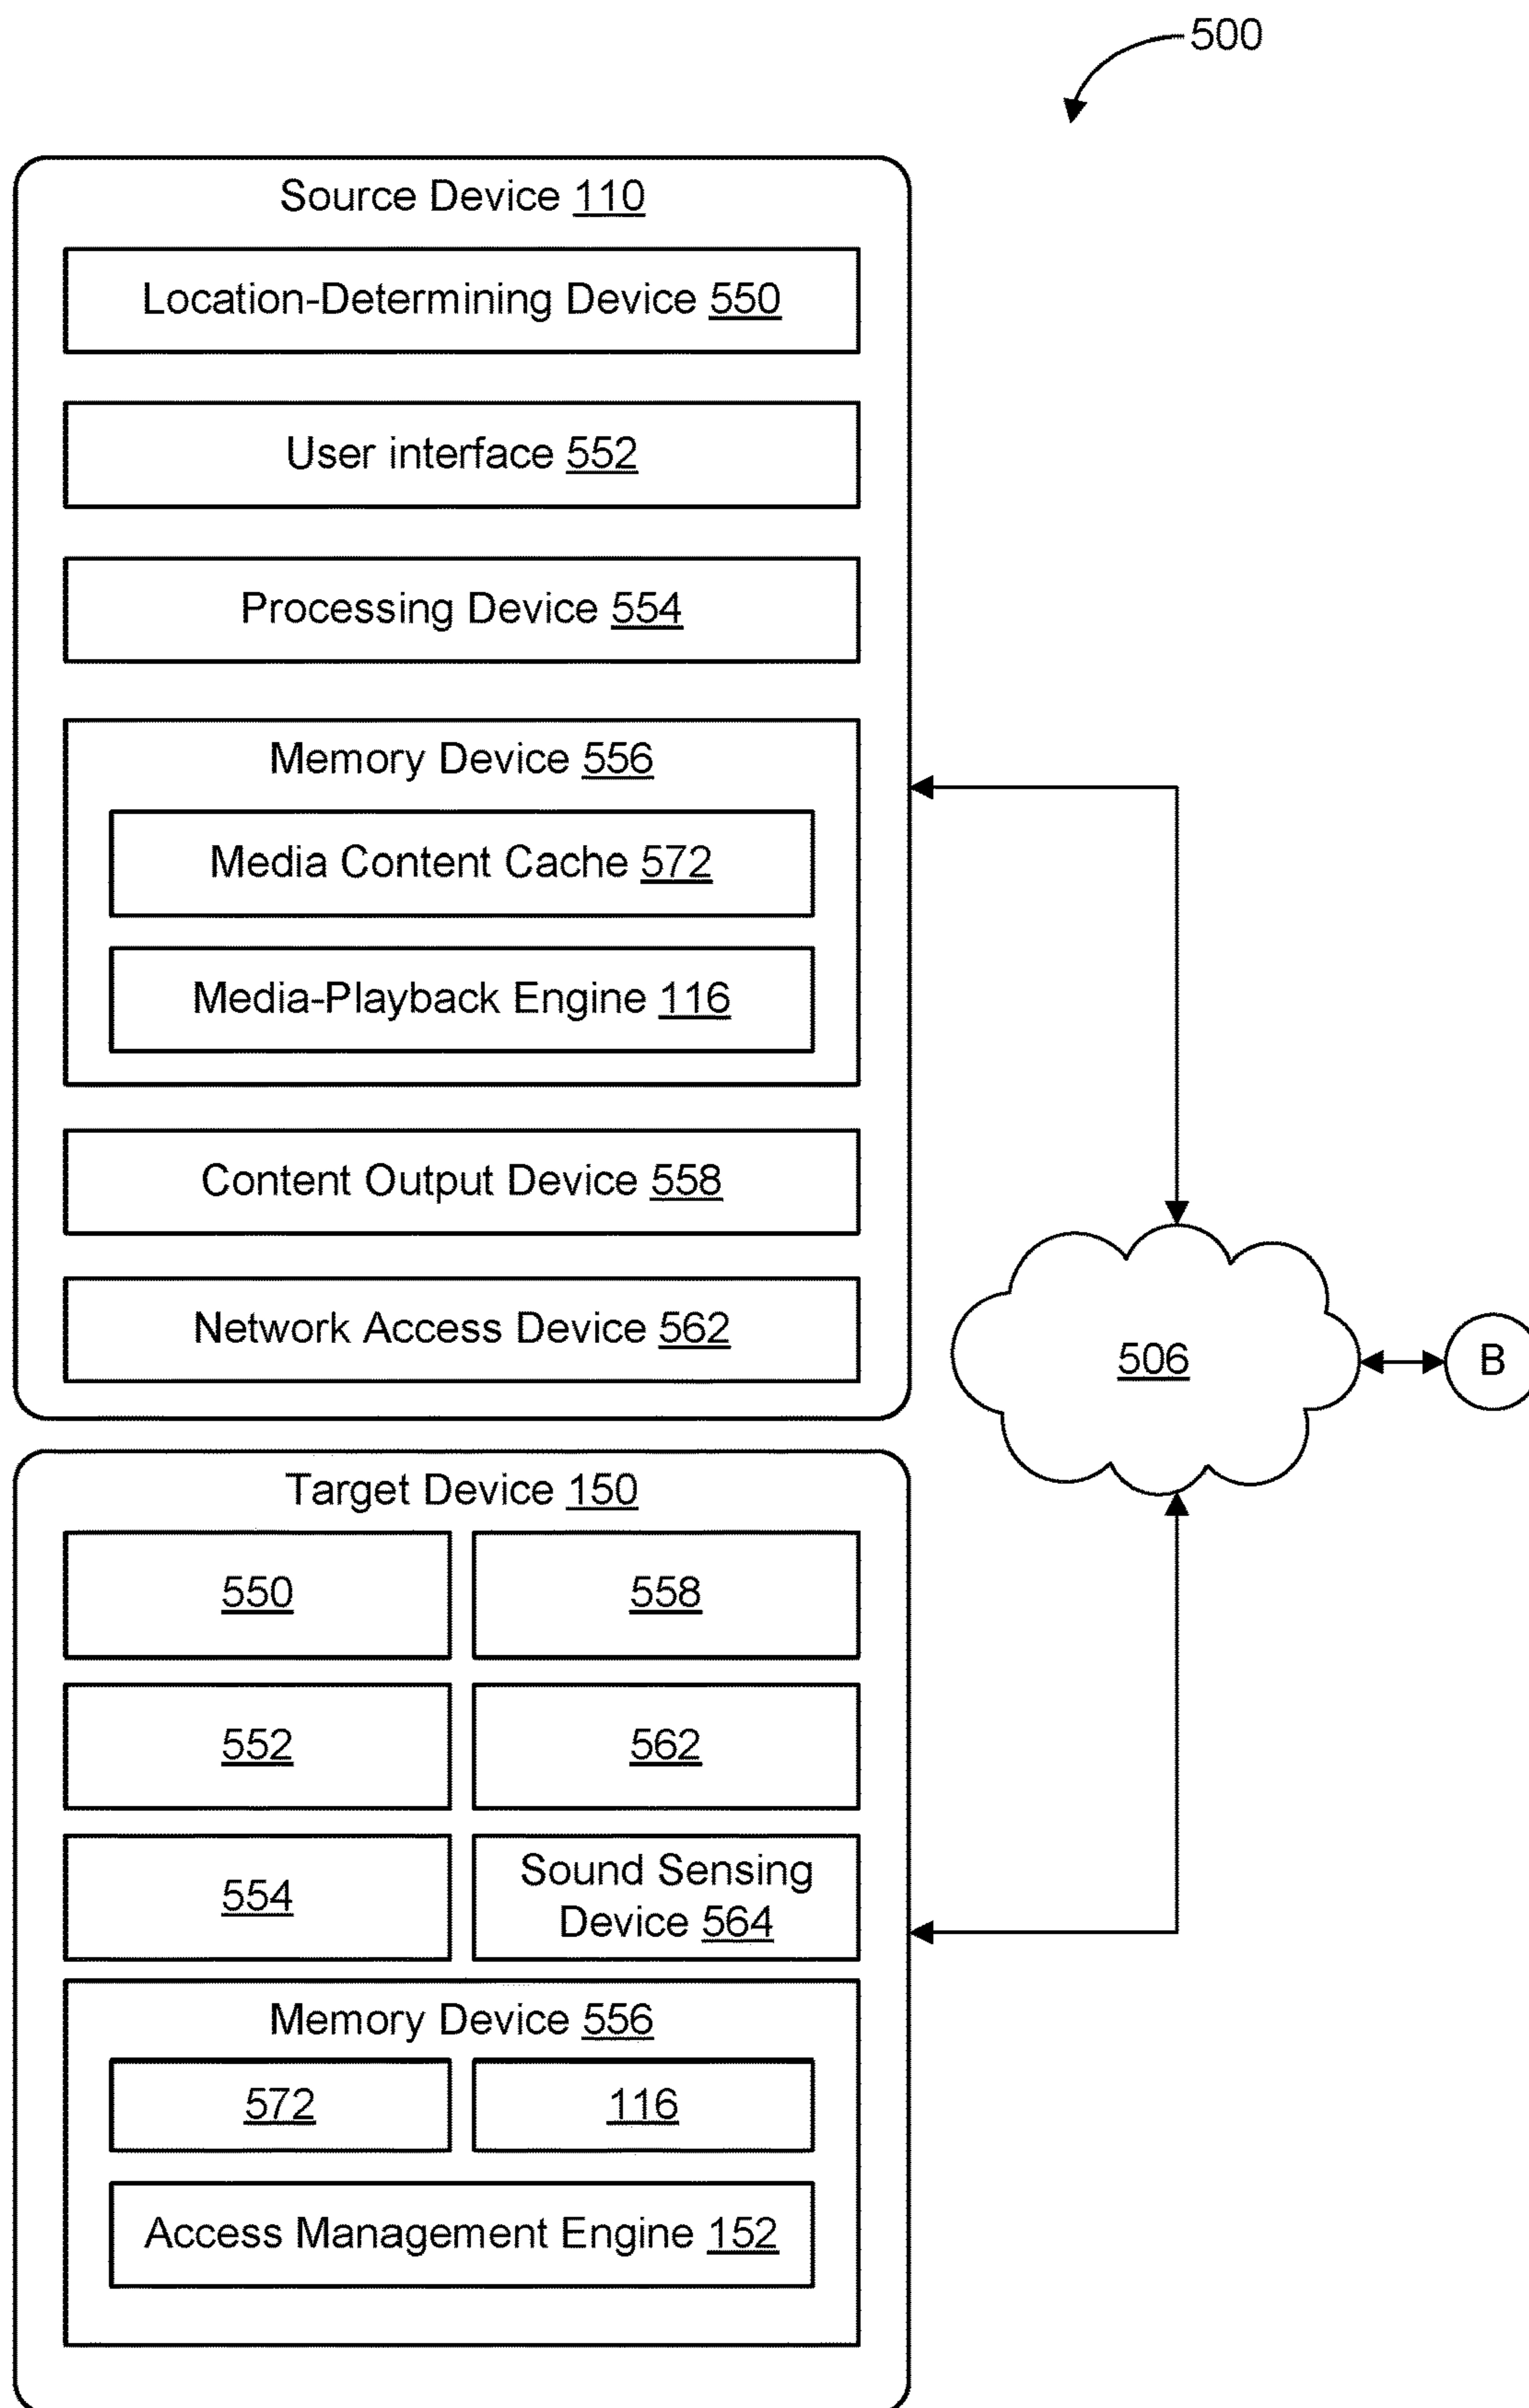 500
Source Device 110
Location-Determining Device 550
User interface 552
Processing Device 554
Memory Device 556
Media Content Cache 572
Media-Playback Engine 116
Content Output Device 558
Network Access Device 562
506
B
Target Device 150
550
558
552
562
554
Sound Sensing
Device 564
Memory Device 556
572
116
Access Management Engine 152